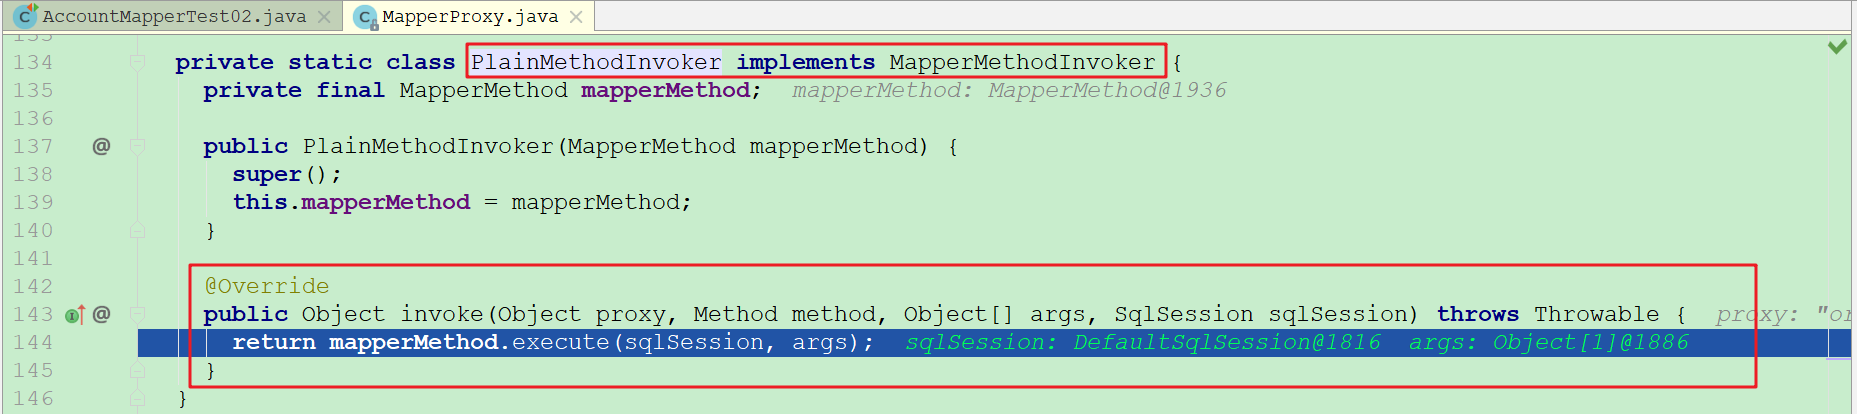 AccountMapperTest02.java MapperProxy.java
134 private static class PlainMethodInvoker implements MapperMethodInvoker {
135 private final MapperMethod mapperMethod; mapperMethod: MapperMethod@1936
136
137 @ public PlainMethodInvoker(MapperMethod mapperMethod) {
138 super();
139 this.mapperMethod = mapperMethod;
140 }
141
142 @Override
143 @ public Object invoke(Object proxy, Method method, Object[] args, SqlSession sqlSession) throws Throwable { proxy: "or
144 return mapperMethod.execute(sqlSession, args); sqlSession: DefaultSqlSession@1816 args: Object[1]@1886
145 }
146 }